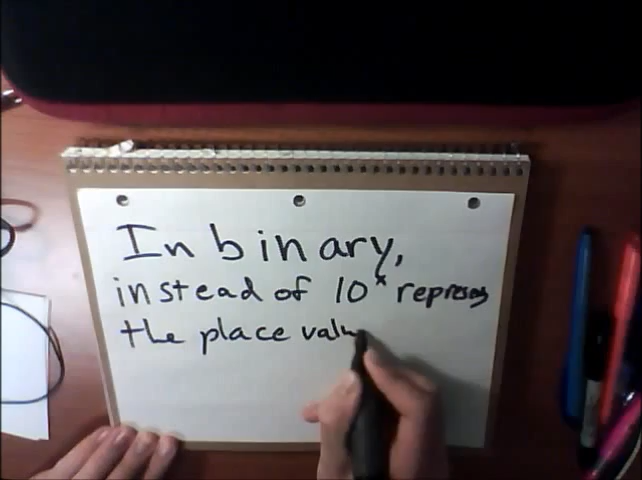 In binary,
instead of 10ˣ
the place valu